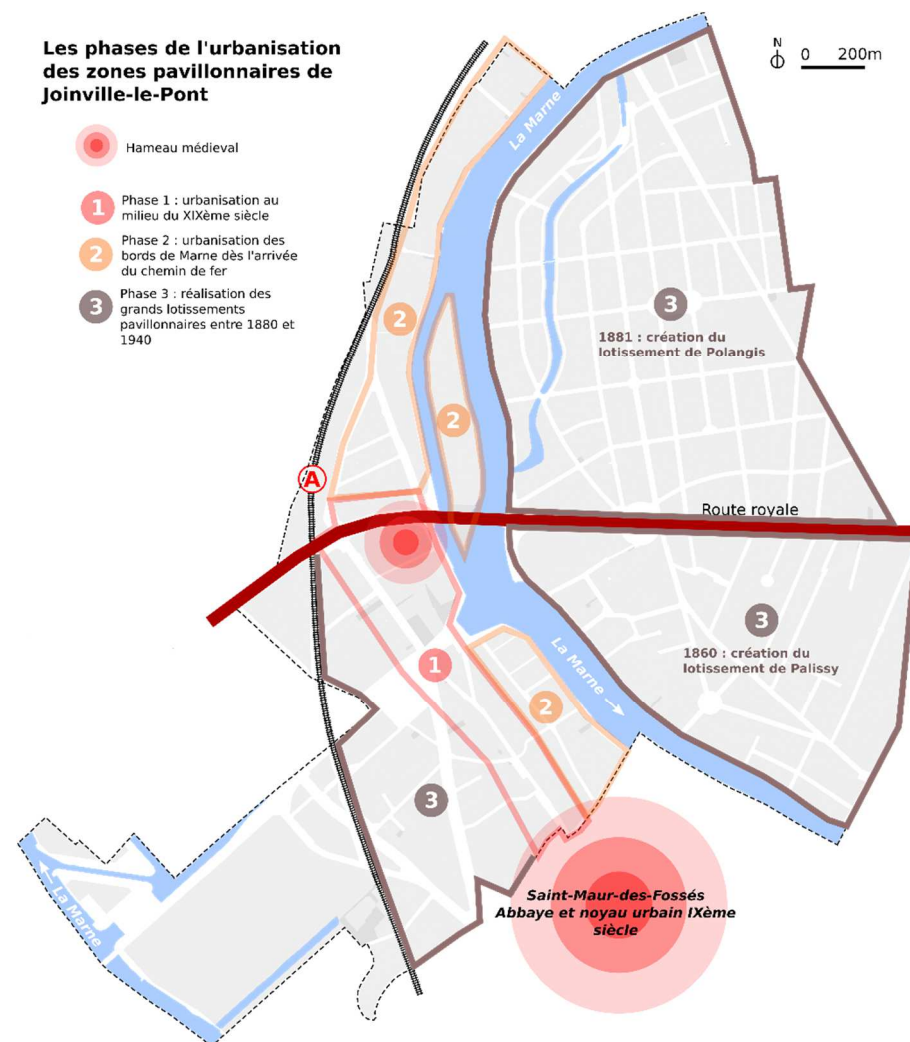 Les phases de l'urbanisation
des zones pavillonnaires de
Joinville-le-Pont
N
0 200m
Hameau médieval
1
Phase 1 : urbanisation au
milieu du XIXème siècle
2
Phase 2 : urbanisation des
bords de Marne dès l'arrivée
du chemin de fer
3
Phase 3 : réalisation des
grands lotissements
pavillonnaires entre 1880 et
1940
La Marne
2
3
1881 : création du
lotissement de Polangis
2
A
Route royale
3
1860 : création du
lotissement de Palissy
1
La Marne
2
3
Saint-Maur-des-Fossés
Abbaye et noyau urbain IXème
siècle
La Marne